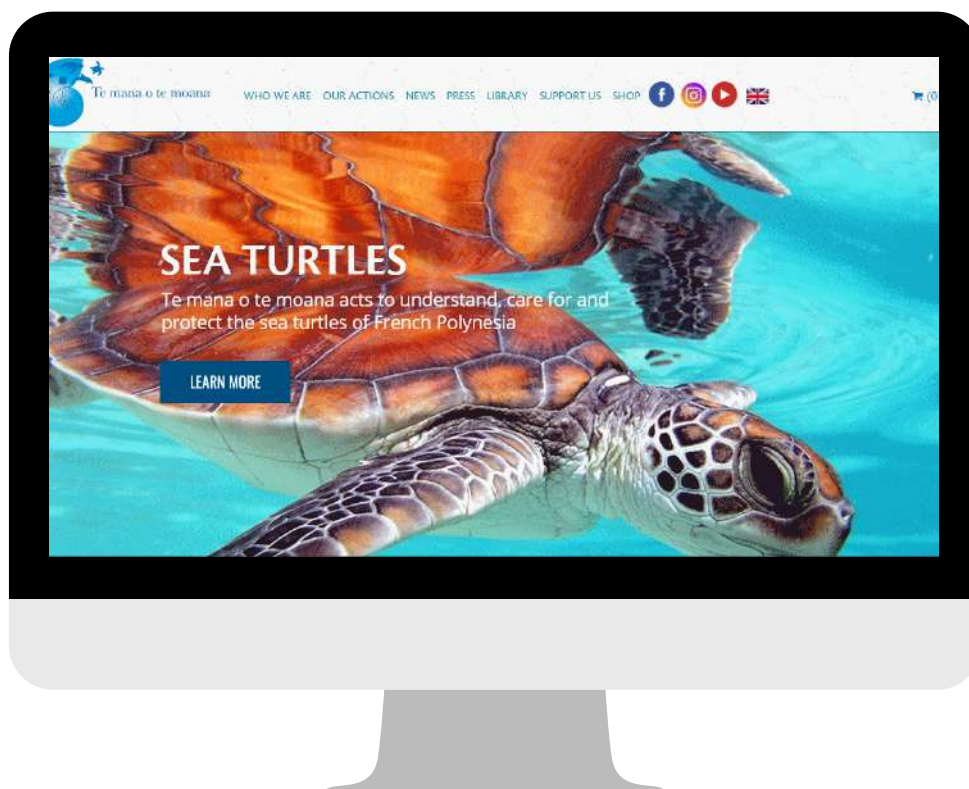 Te mana o te moana
WHO WE ARE OUR ACTIONS NEWS PRESS LIBRARY SUPPORT US SHOP
(0
SEA TURTLES
Te mana o te moana acts to understand, care for and
protect the sea turtles of French Polynesia
LEARN MORE